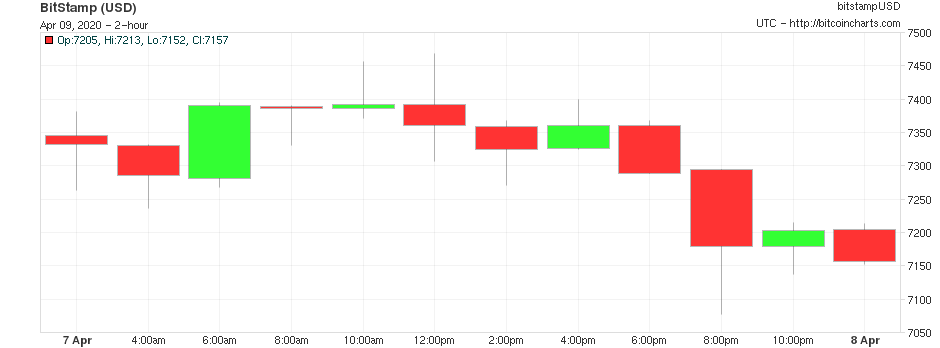 BitStamp (USD)
bitstampUSD
Apr 09, 2020 - 2-hour
UTC - http://bitcoincharts.com
Op:7205, Hi:7213, Lo:7152, Cl:7157
7500
7450
7400
7350
7300
7250
7200
7150
7100
7050
7 Apr 4:00am 6:00am 8:00am 10:00am 12:00pm 2:00pm 4:00pm 6:00pm 8:00pm 10:00pm 8 Apr